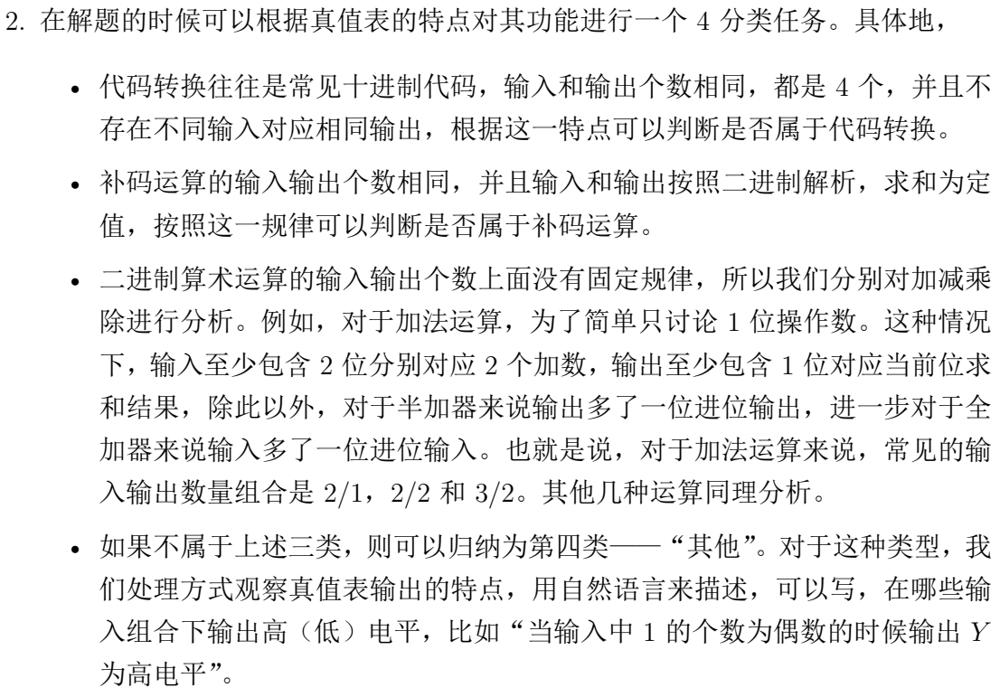 2. 在解题的时候可以根据真值表的特点对其功能进行一个 4 分类任务。具体地，
• 代码转换往往是常见十进制代码，输入和输出个数相同，都是 4 个，并且不
存在不同输入对应相同输出，根据这一特点可以判断是否属于代码转换。
• 补码运算的输入输出个数相同，并且输入和输出按照二进制解析，求和为定
值，按照这一规律可以判断是否属于补码运算。
• 二进制算术运算的输入输出个数上面没有固定规律，所以我们分别对加减乘
除进行分析。例如，对于加法运算，为了简单只讨论 1 位操作数。这种情况
下，输入至少包含 2 位分别对应 2 个加数，输出至少包含 1 位对应当前位求
和结果，除此以外，对于半加器来说输出多了一位进位输出，进一步对于全
加器来说输入多了一位进位输入。也就是说，对于加法运算来说，常见的输
入输出数量组合是 2/1，2/2 和 3/2。其他几种运算同理分析。
• 如果不属于上述三类，则可以归纳为第四类——“其他”。对于这种类型，我
们处理方式观察真值表输出的特点，用自然语言来描述，可以写，在哪些输
入组合下输出高（低）电平，比如“当输入中 1 的个数为偶数的时候输出 Y
为高电平”。